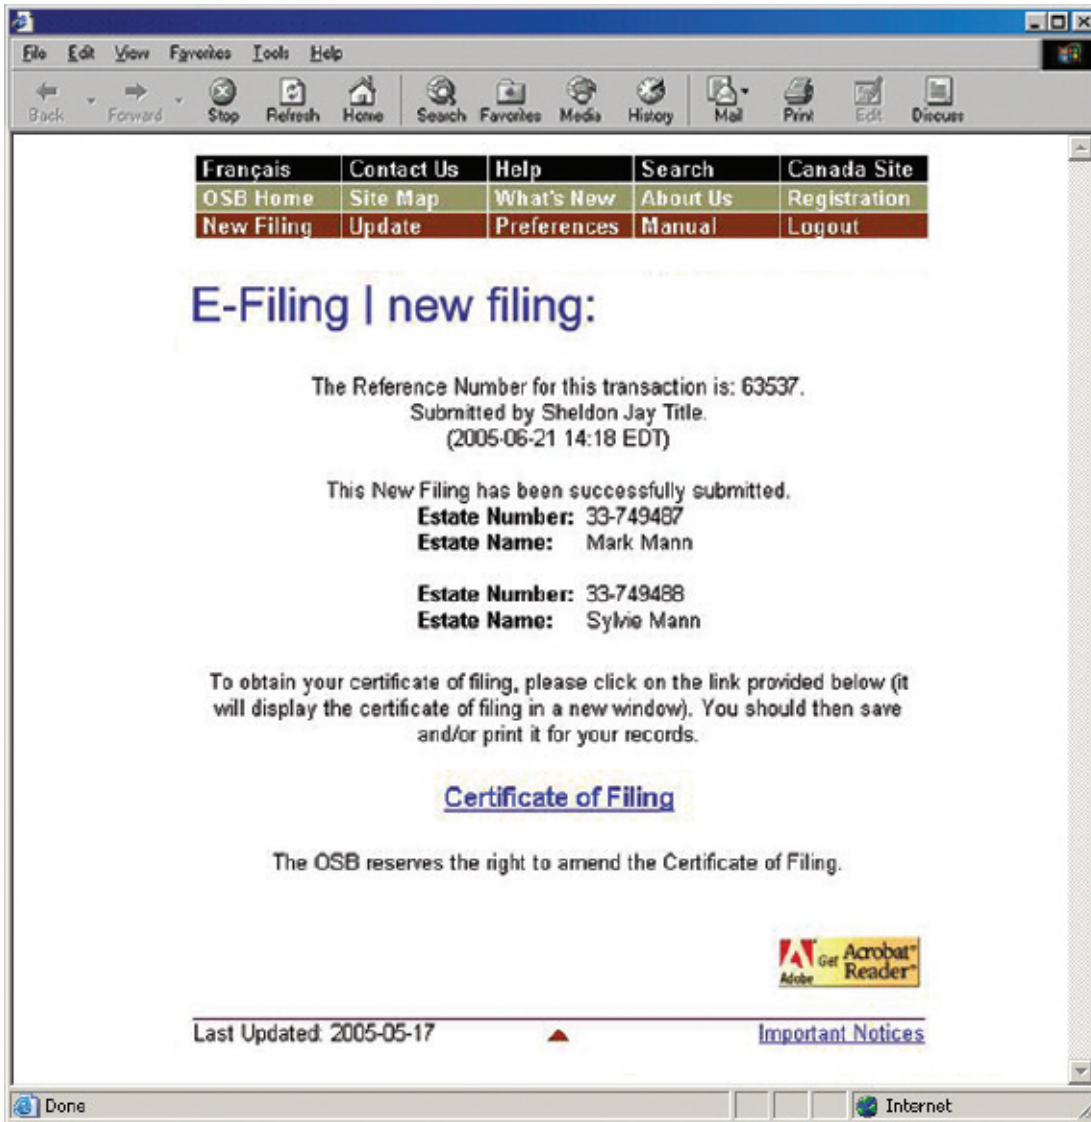 File Edit View Favorites Tools Help
Back Forward Stop Refresh Home Search Favorites Media History Mail Print Edit Discuss
Français Contact Us Help Search Canada Site
OSB Home Site Map What's New About Us Registration
New Filing Update Preferences Manual Logout
E-Filing | new filing:
The Reference Number for this transaction is: 63537.
Submitted by Sheldon Jay Title.
(2005-06-21 14:18 EDT)
This New Filing has been successfully submitted.
Estate Number: 33-749487
Estate Name: Mark Mann
Estate Number: 33-749488
Estate Name: Sylvie Mann
To obtain your certificate of filing, please click on the link provided below (it
will display the certificate of filing in a new window). You should then save
and/or print it for your records.
Certificate of Filing
The OSB reserves the right to amend the Certificate of Filing.
Adobe Get Acrobat®
Reader®
Last Updated: 2005-05-17 Important Notices
Done Internet